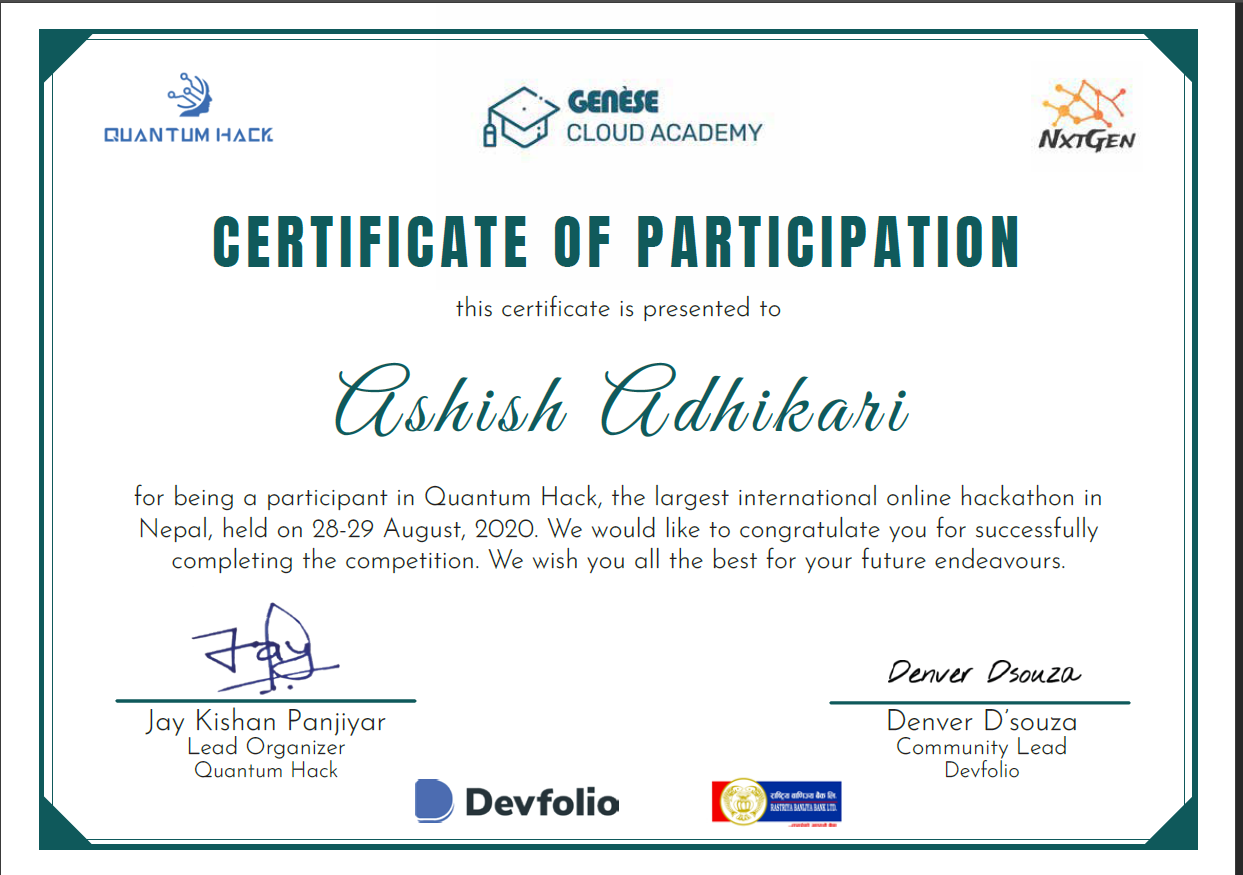 QUANTUM HACK
GENÈSE
CLOUD ACADEMY
NXTGEN
CERTIFICATE OF PARTICIPATION
this certificate is presented to
Ashish Adhikari
for being a participant in Quantum Hack, the largest international online hackathon in
Nepal, held on 28-29 August, 2020. We would like to congratulate you for successfully
completing the competition. We wish you all the best for your future endeavours.
Jay
Denver Dsouza
Jay Kishan Panjiyar
Lead Organizer
Quantum Hack
Denver D'souza
Community Lead
Devfolio
Devfolio
राष्ट्रिय वाणिज्य बैंक लि.
RASTRIYA BANIJYA BANK LTD.